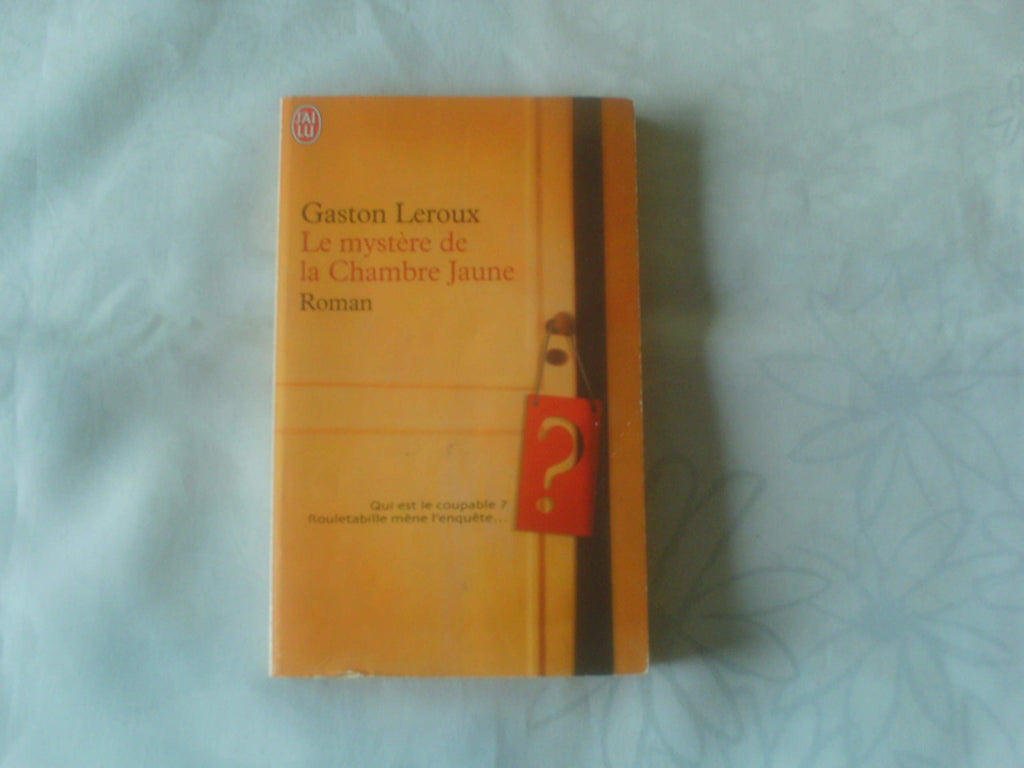 J'AI
LU
Gaston Leroux
Le mystère de
la Chambre Jaune
Roman
?
Qui est le coupable ?
Rouletabille mène l'enquête...